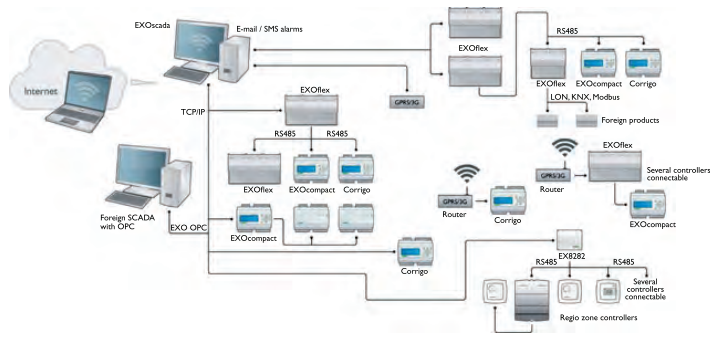 EXOscada
E-mail / SMS alarms
Internet
EXOflex
GPRS/3G
RS485
EXOflex
EXOcompact
Corrigo
LON, KNX, Modbus
Foreign products
TCP/IP
EXOflex
RS485
RS485
EXOflex
EXOcompact
Corrigo
GPRS/3G
Router
Corrigo
GPRS/3G
Router
EXOflex
Several controllers
connectable
EXOcompact
Foreign SCADA
with OPC
EXO OPC
EXOcompact
Corrigo
EX8282
RS485
RS485
Several
controllers
connectable
Regio zone controllers